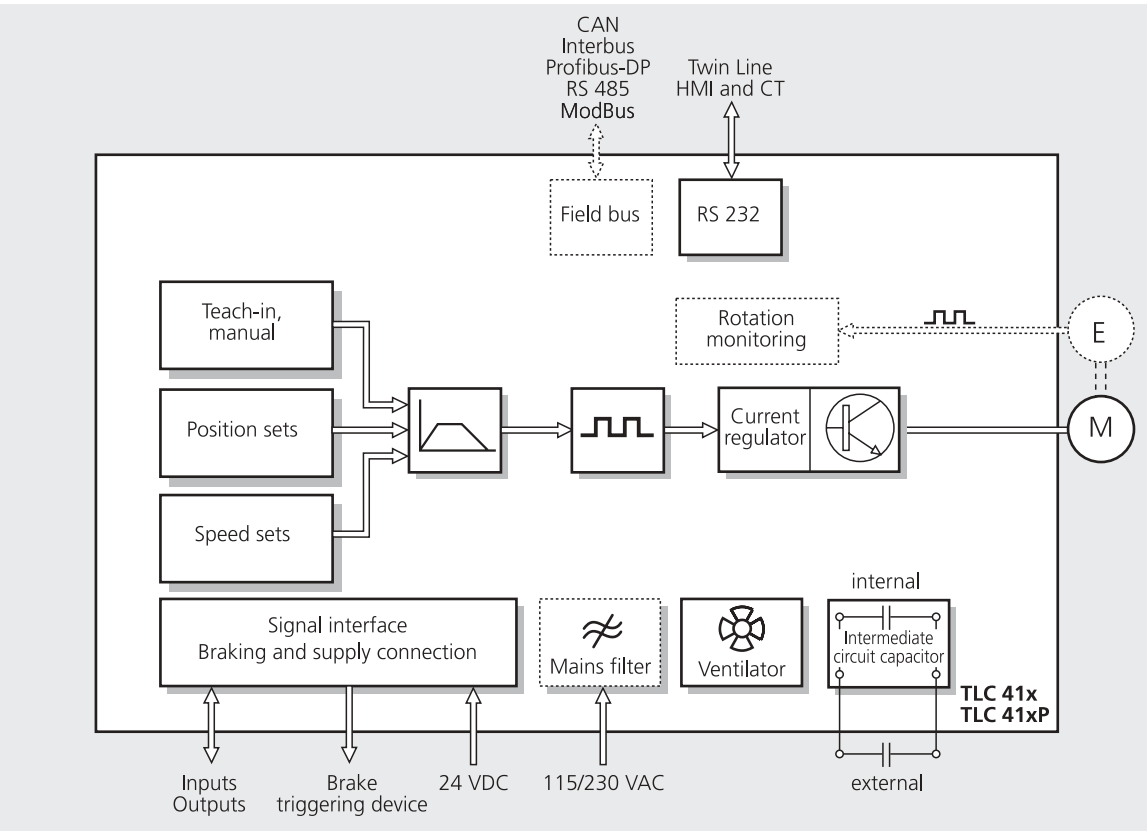 CAN
Interbus
Profibus-DP
RS 485
ModBus
Twin Line
HMI and CT
Field bus
RS 232
Teach-in,
manual
Rotation
monitoring
E
Position sets
Current
regulator
M
Speed sets
internal
Signal interface
Braking and supply connection
Mains filter
Ventilator
Intermediate
circuit capacitor
TLC 41x
TLC 41xP
Inputs
Outputs
Brake
triggering device
24 VDC
115/230 VAC
external